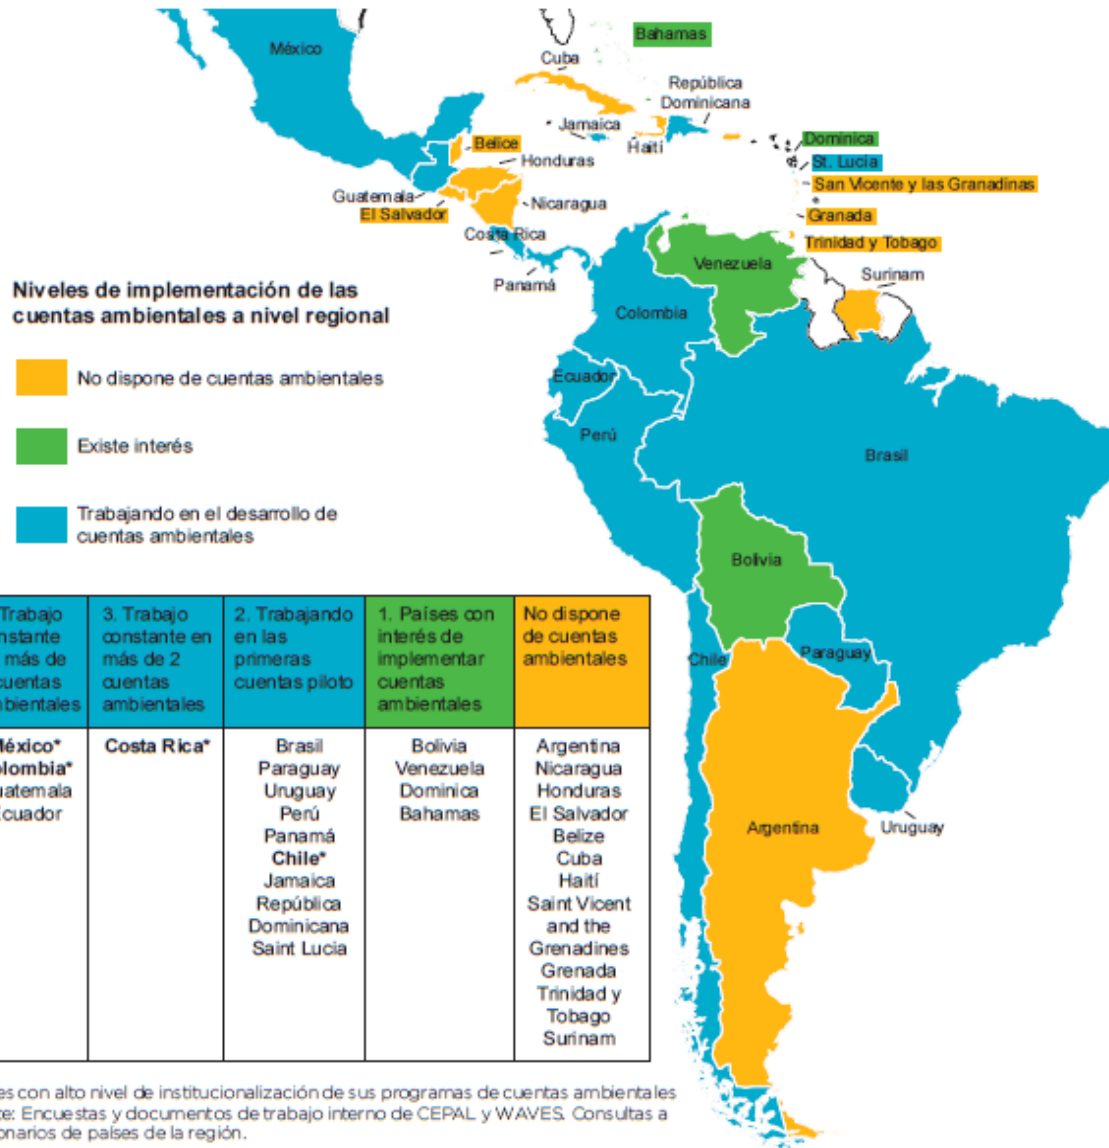 México
Bahamas
Cuba
República
Dominicana
Jamaica
Haití
Belice
Honduras
Dominica
St. Lucia
San Vicente y las Granadinas
Guatemala
El Salvador
Nicaragua
Granada
Costa Rica
Trinidad y Tobago
Panamá
Venezuela
Surinam
Colombia
Ecuador
Perú
Brasil
Bolivia
Chile
Paraguay
Argentina
Uruguay
Niveles de implementación de las
cuentas ambientales a nivel regional
No dispone de cuentas ambientales
Existe interés
Trabajando en el desarrollo de
cuentas ambientales
Trabajo
nstante
más de
cuentas
mbientales
3. Trabajo
constante en
más de 2
cuentas
ambientales
2. Trabajando
en las
primeras
cuentas piloto
1. Países con
interés de
implementar
cuentas
ambientales
No dispone
de cuentas
ambientales
México*
olombia*
uatemala
Ecuador
Costa Rica*
Brasil
Paraguay
Uruguay
Perú
Panamá
Chile*
Jamaica
República
Dominicana
Saint Lucia
Bolivia
Venezuela
Dominica
Bahamas
Argentina
Nicaragua
Honduras
El Salvador
Belize
Cuba
Haití
Saint Vicent
and the
Grenadines
Grenada
Trinidad y
Tobago
Surinam
es con alto nivel de institucionalización de sus programas de cuentas ambientales
te: Encuestas y documentos de trabajo interno de CEPAL y WAVES. Consultas a
onarios de países de la región.